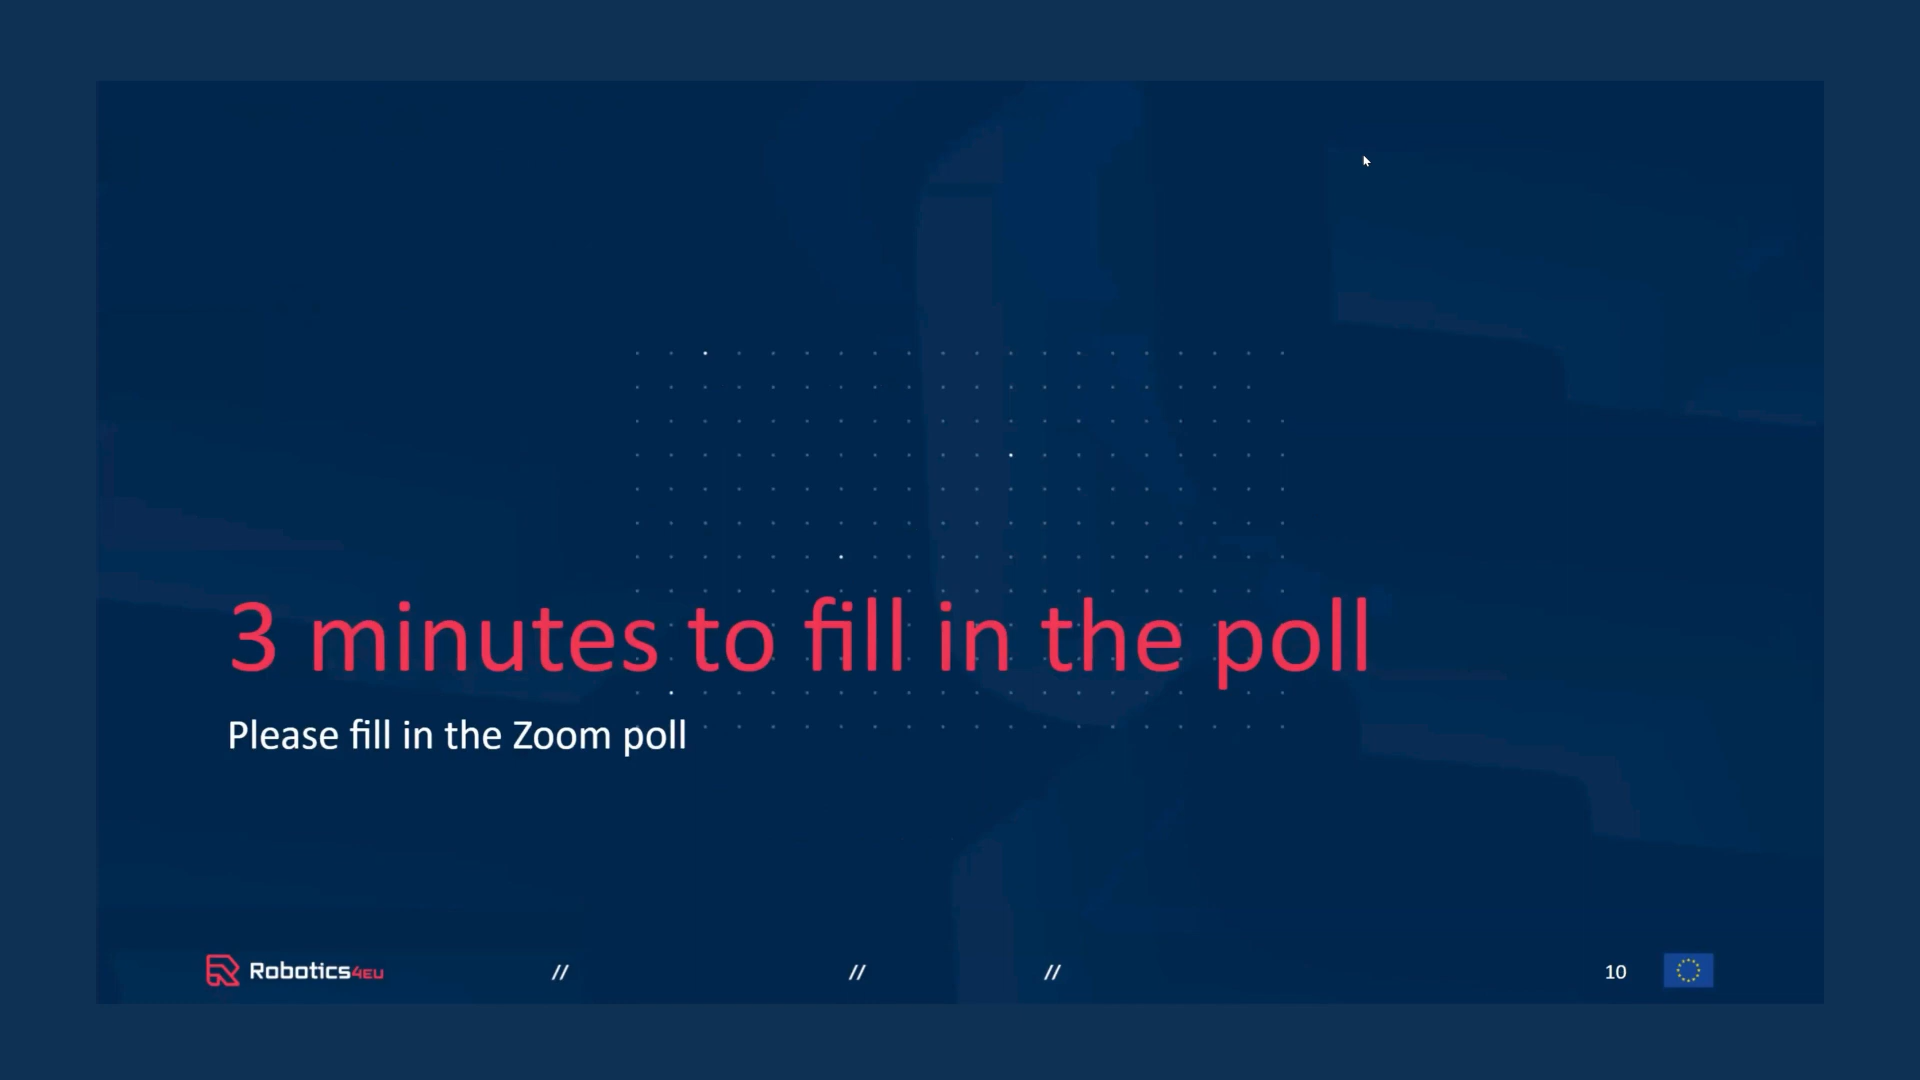 3 minutes to fill in the poll
Please fill in the Zoom poll
Robotics4EU // // // 10